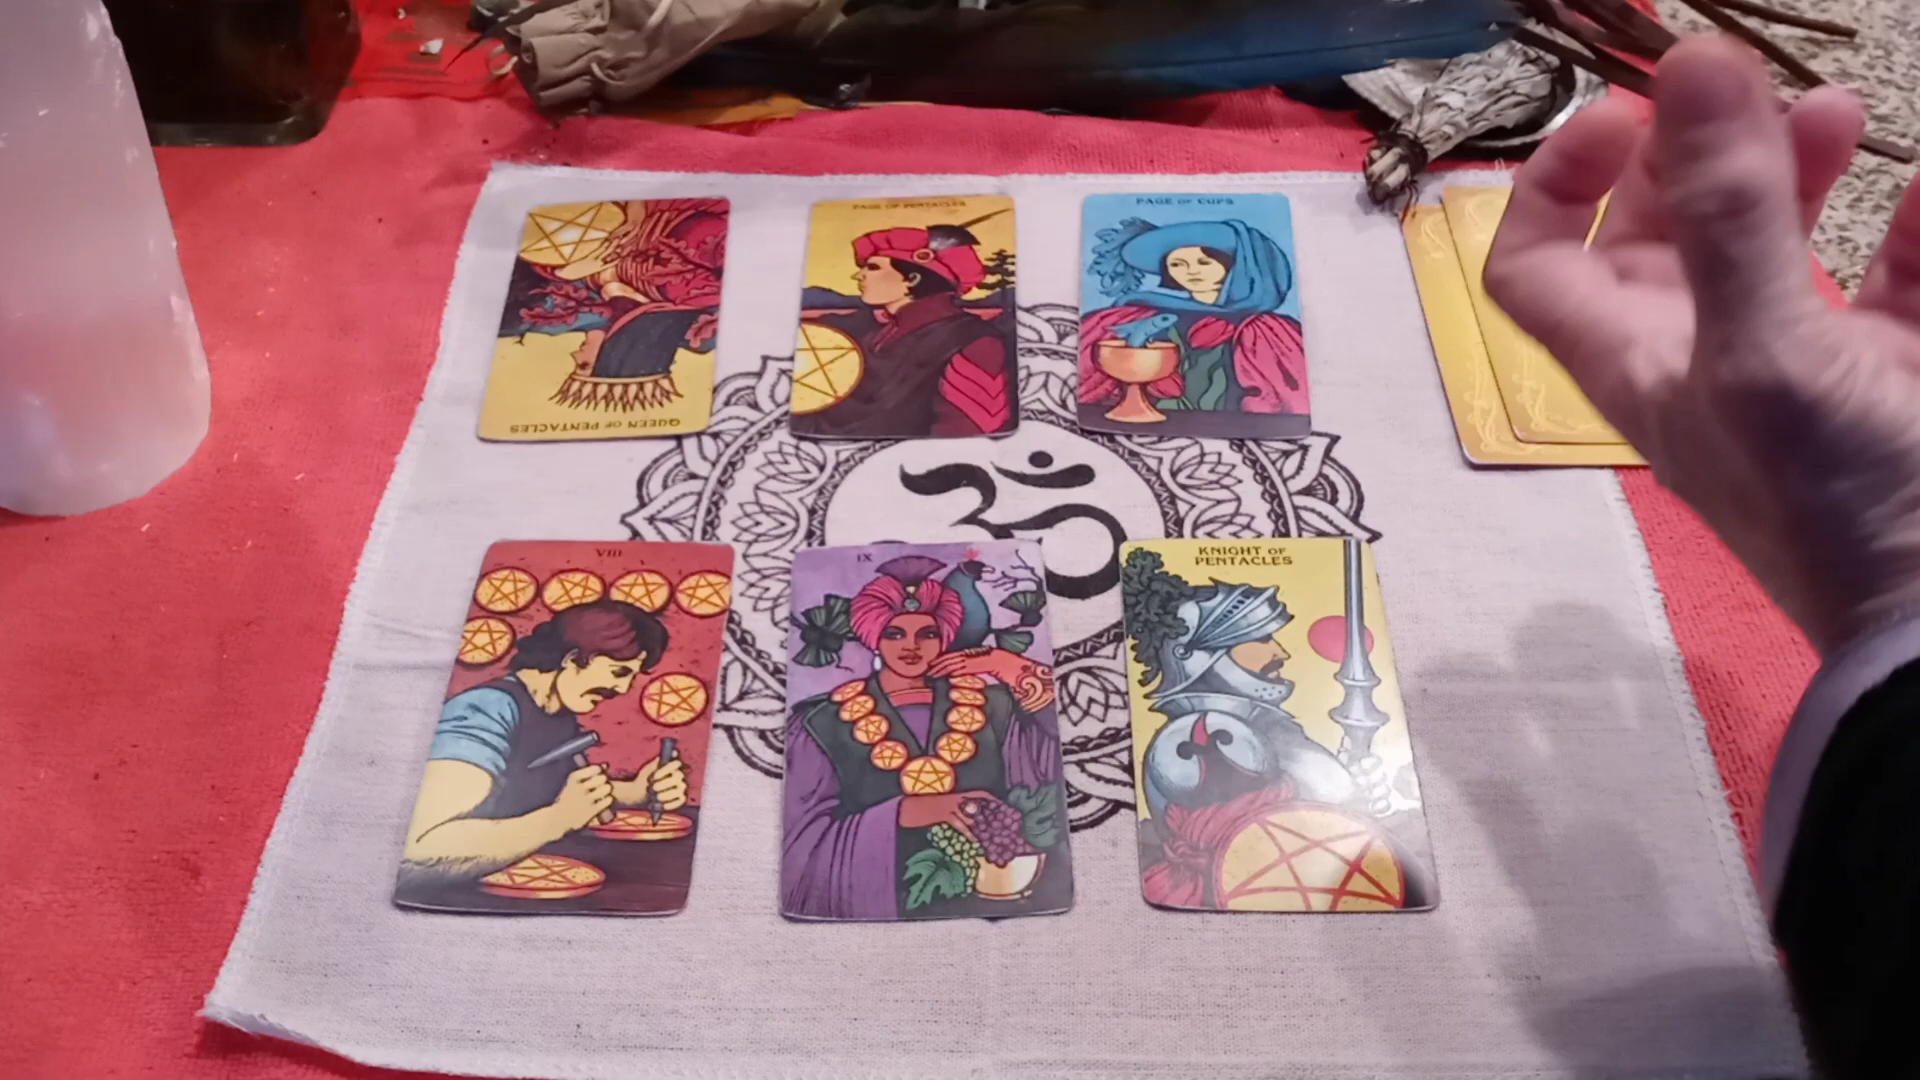 QUEEN OF PENTACLES
PAGE OF PENTACLES
PAGE OF CUPS
VIII
IX
KNIGHT OF
PENTACLES
ॐ